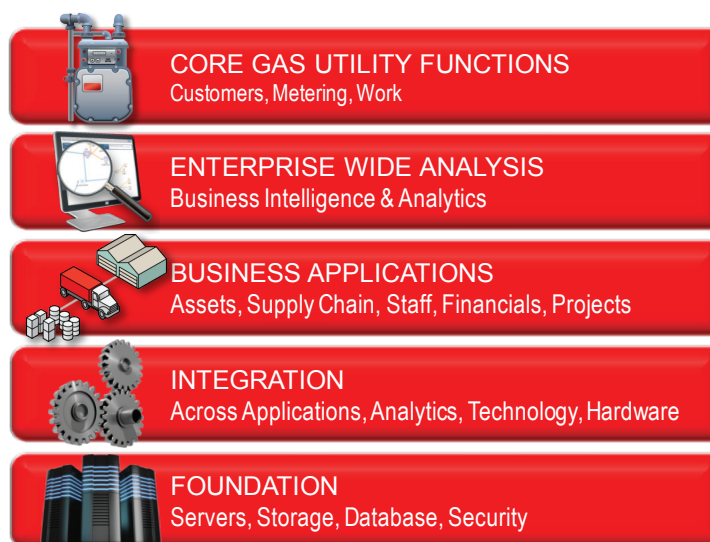 CORE GAS UTILITY FUNCTIONS
Customers, Metering, Work
ENTERPRISE WIDE ANALYSIS
Business Intelligence & Analytics
BUSINESS APPLICATIONS
Assets, Supply Chain, Staff, Financials, Projects
INTEGRATION
Across Applications, Analytics, Technology, Hardware
FOUNDATION
Servers, Storage, Database, Security